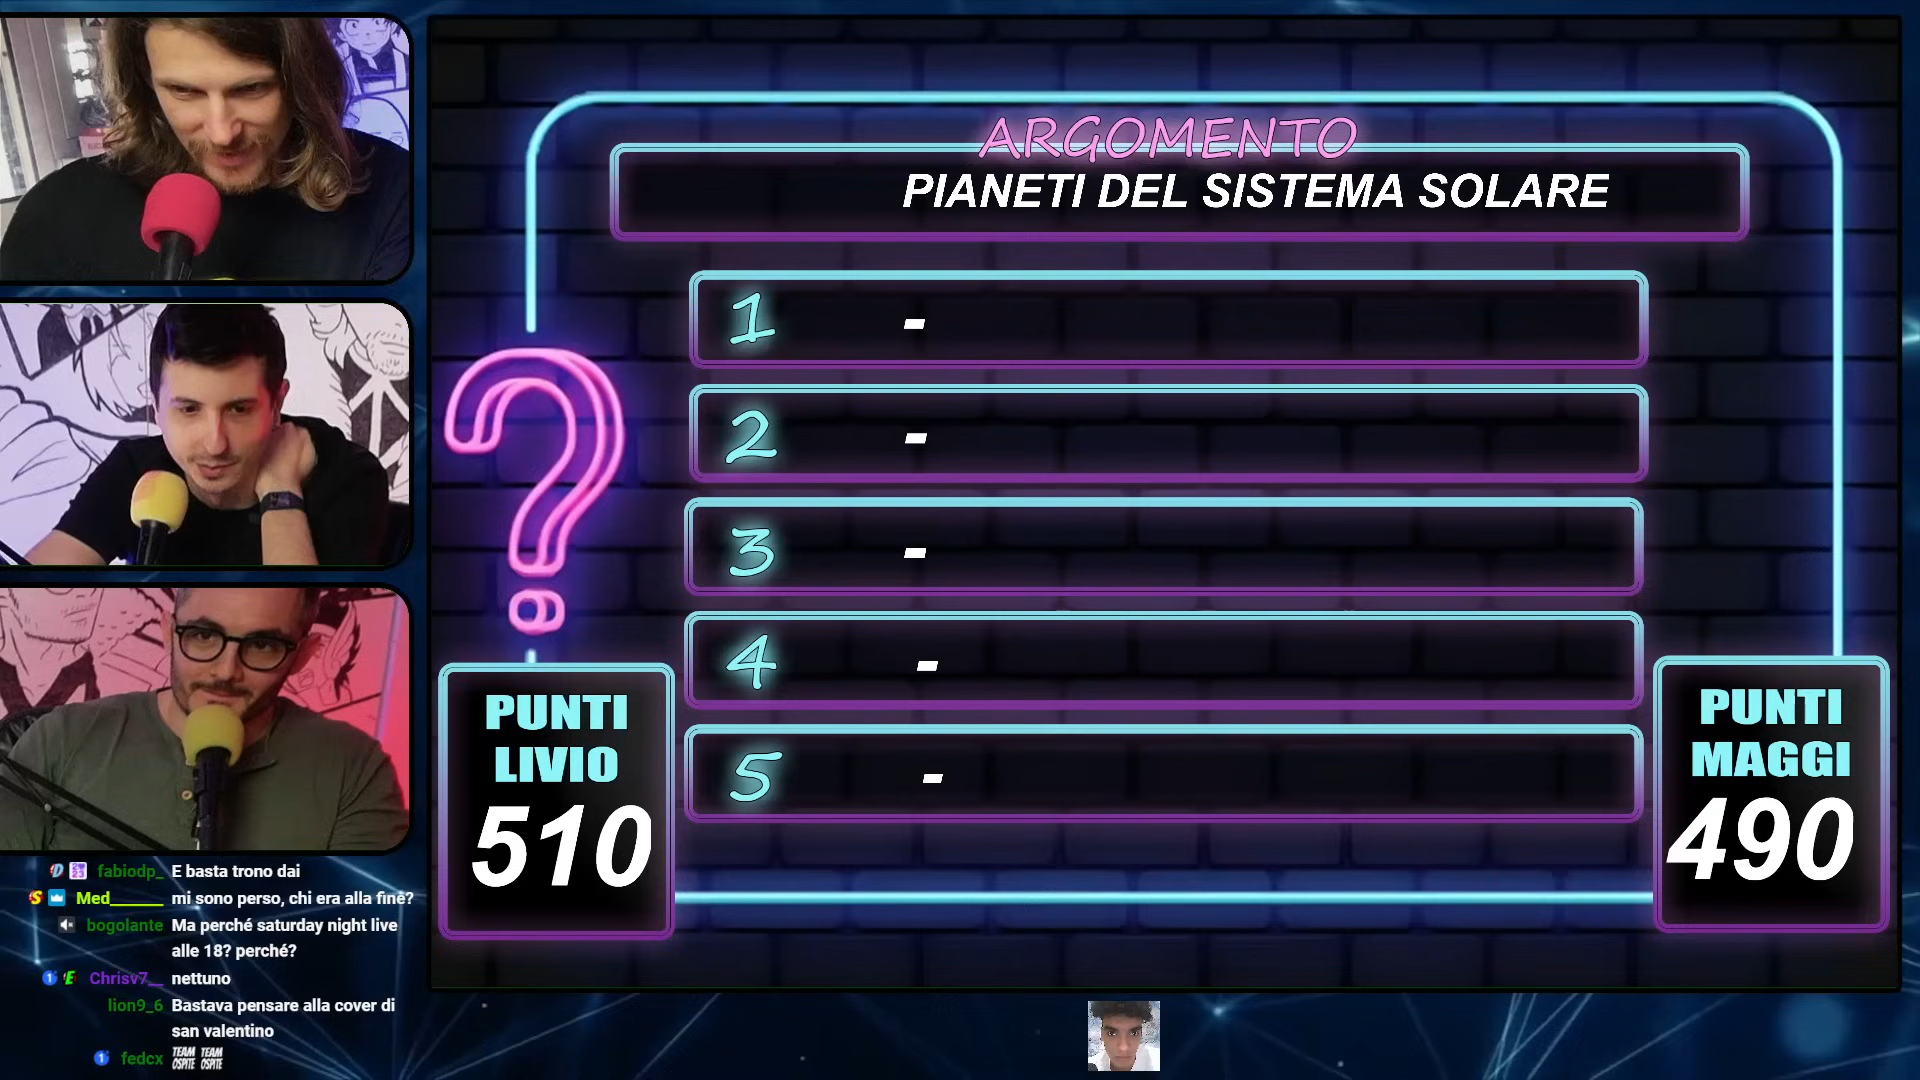 ARGOMENTO
PIANETI DEL SISTEMA SOLARE
1 -
2 -
3 -
4 -
5 -
PUNTI
LIVIO
510
PUNTI
MAGGI
490
fabiodp_ E basta trono dai
Med______ mi sono perso, chi era alla fine?
bogolante Ma perché saturday night live
alle 18? perché?
Chrisv7__ nettuno
lion9_6 Bastava pensare alla cover di
san valentino
fedcx TEAM OSPITE TEAM OSPITE